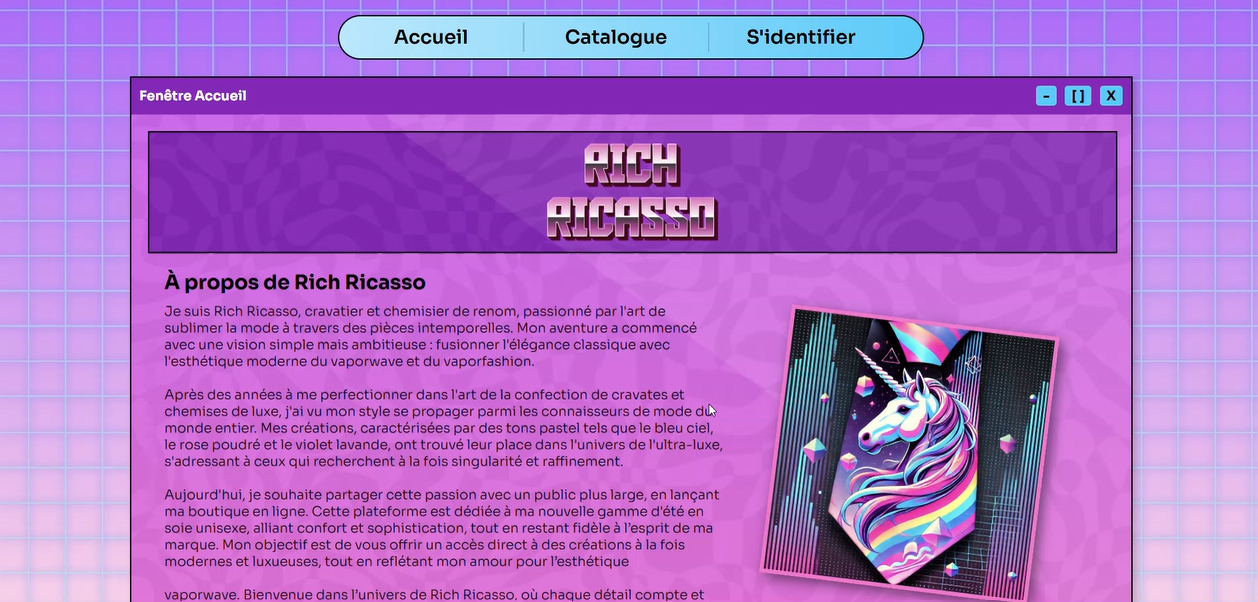 Accueil
Catalogue
S'identifier
Fenêtre Accueil
-
[ ]
X
RICH
RICASSO
À propos de Rich Ricasso
Je suis Rich Ricasso, cravatier et chemisier de renom, passionné par l'art de
sublimer la mode à travers des pièces intemporelles. Mon aventure a commencé
avec une vision simple mais ambitieuse : fusionner l'élégance classique avec
l'esthétique moderne du vaporwave et du vaporfashion.
Après des années à me perfectionner dans l'art de la confection de cravates et
chemises de luxe, j'ai vu mon style se propager parmi les connaisseurs de mode du
monde entier. Mes créations, caractérisées par des tons pastel tels que le bleu ciel,
le rose poudré et le violet lavande, ont trouvé leur place dans l'univers de l'ultra-luxe,
s'adressant à ceux qui recherchent à la fois singularité et raffinement.
Aujourd'hui, je souhaite partager cette passion avec un public plus large, en lançant
ma boutique en ligne. Cette plateforme est dédiée à ma nouvelle gamme d'été en
soie unisexe, alliant confort et sophistication, tout en restant fidèle à l’esprit de ma
marque. Mon objectif est de vous offrir un accès direct à des créations à la fois
modernes et luxueuses, tout en reflétant mon amour pour l’esthétique
vaporwave. Bienvenue dans l’univers de Rich Ricasso, où chaque détail compte et